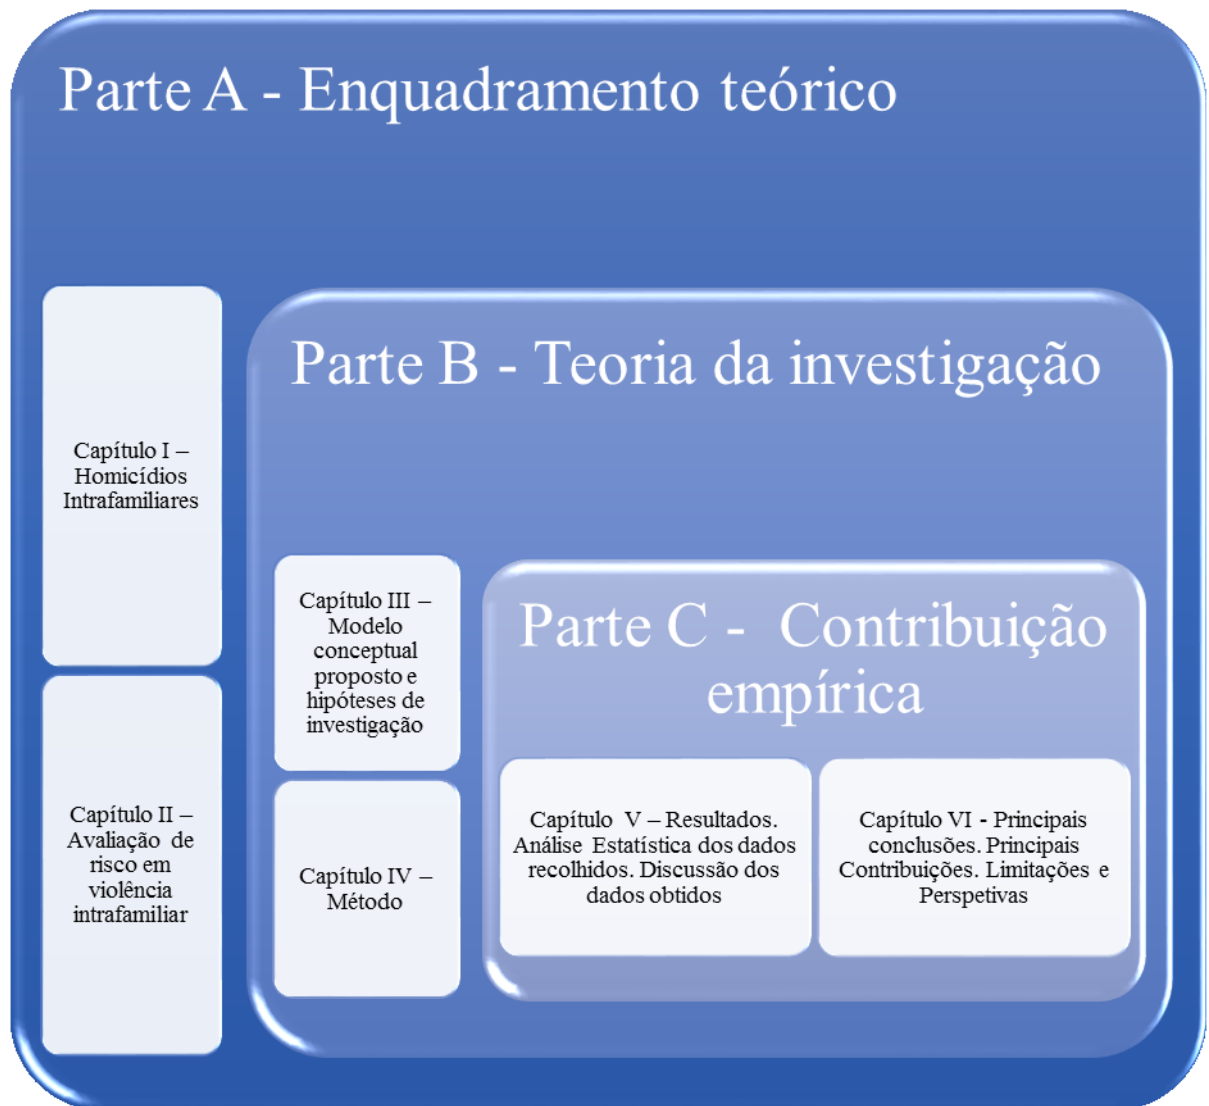 Parte A - Enquadramento teórico
Capítulo I –
Homicídios
Intrafamiliares
Capítulo II –
Avaliação de
risco em
violência
intrafamiliar
Parte B - Teoria da investigação
Capítulo III –
Modelo
conceptual
proposto e
hipóteses de
investigação
Capítulo IV –
Método
Parte C - Contribuição
empírica
Capítulo V – Resultados.
Análise Estatística dos dados
recolhidos. Discussão dos
dados obtidos
Capítulo VI - Principais
conclusões. Principais
Contribuições. Limitações e
Perspetivas